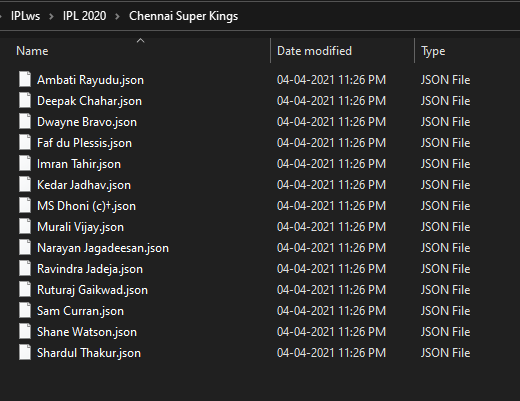 IPLws > IPL 2020 > Chennai Super Kings
Name Date modified Type
Ambati Rayudu.json 04-04-2021 11:26 PM JSON File
Deepak Chahar.json 04-04-2021 11:26 PM JSON File
Dwayne Bravo.json 04-04-2021 11:26 PM JSON File
Faf du Plessis.json 04-04-2021 11:26 PM JSON File
Imran Tahir.json 04-04-2021 11:26 PM JSON File
Kedar Jadhav.json 04-04-2021 11:26 PM JSON File
MS Dhoni (c)†.json 04-04-2021 11:26 PM JSON File
Murali Vijay.json 04-04-2021 11:26 PM JSON File
Narayan Jagadeesan.json 04-04-2021 11:26 PM JSON File
Ravindra Jadeja.json 04-04-2021 11:26 PM JSON File
Ruturaj Gaikwad.json 04-04-2021 11:26 PM JSON File
Sam Curran.json 04-04-2021 11:26 PM JSON File
Shane Watson.json 04-04-2021 11:26 PM JSON File
Shardul Thakur.json 04-04-2021 11:26 PM JSON File